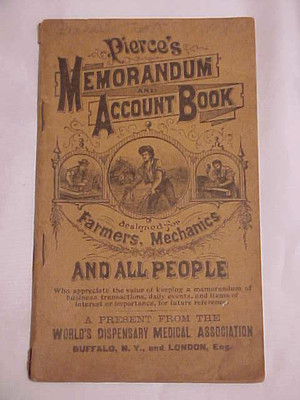 Pierce's
MEMORANDUM
AND
ACCOUNT BOOK
designed for
Farmers, Mechanics
AND ALL PEOPLE
Who appreciate the value of keeping a memorandum of
business transactions, daily events, and items of
interest or importance, for future reference.
A PRESENT FROM THE
WORLD'S DISPENSARY MEDICAL ASSOCIATION
BUFFALO, N. Y., and LONDON, Eng.